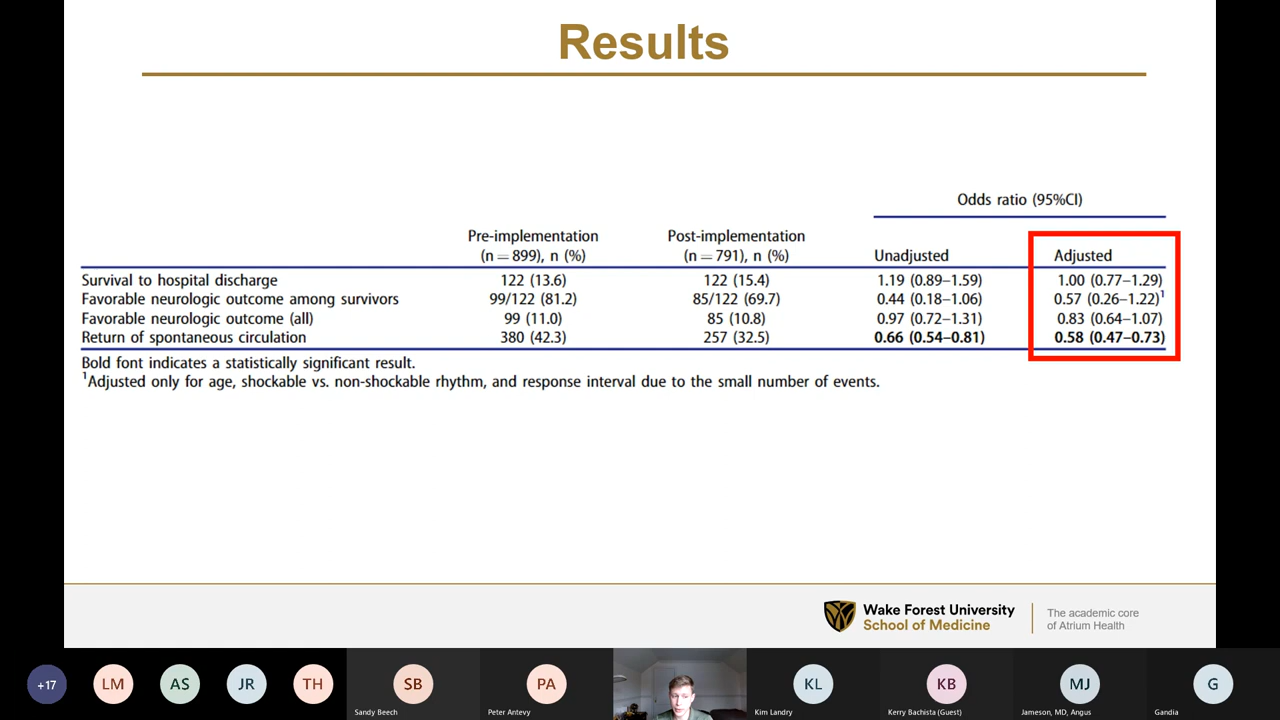 Results
Odds ratio (95%CI)
Pre-implementation Post-implementation
(n = 899), n (%) (n = 791), n (%) Unadjusted Adjusted
Survival to hospital discharge 122 (13.6) 122 (15.4) 1.19 (0.89–1.59) 1.00 (0.77–1.29)
Favorable neurologic outcome among survivors 99/122 (81.2) 85/122 (69.7) 0.44 (0.18–1.06) 0.57 (0.26–1.22)¹
Favorable neurologic outcome (all) 99 (11.0) 85 (10.8) 0.97 (0.72–1.31) 0.83 (0.64–1.07)
Return of spontaneous circulation 380 (42.3) 257 (32.5) 0.66 (0.54–0.81) 0.58 (0.47–0.73)
Bold font indicates a statistically significant result.
¹Adjusted only for age, shockable vs. non-shockable rhythm, and response interval due to the small number of events.
Wake Forest University The academic core
School of Medicine of Atrium Health
+17 LM AS JR TH SB PA KL KB MJ G
Sandy Beech Peter Antevy Kim Landry Kerry Bachista (Guest) Jameson, MD, Angus Gandia